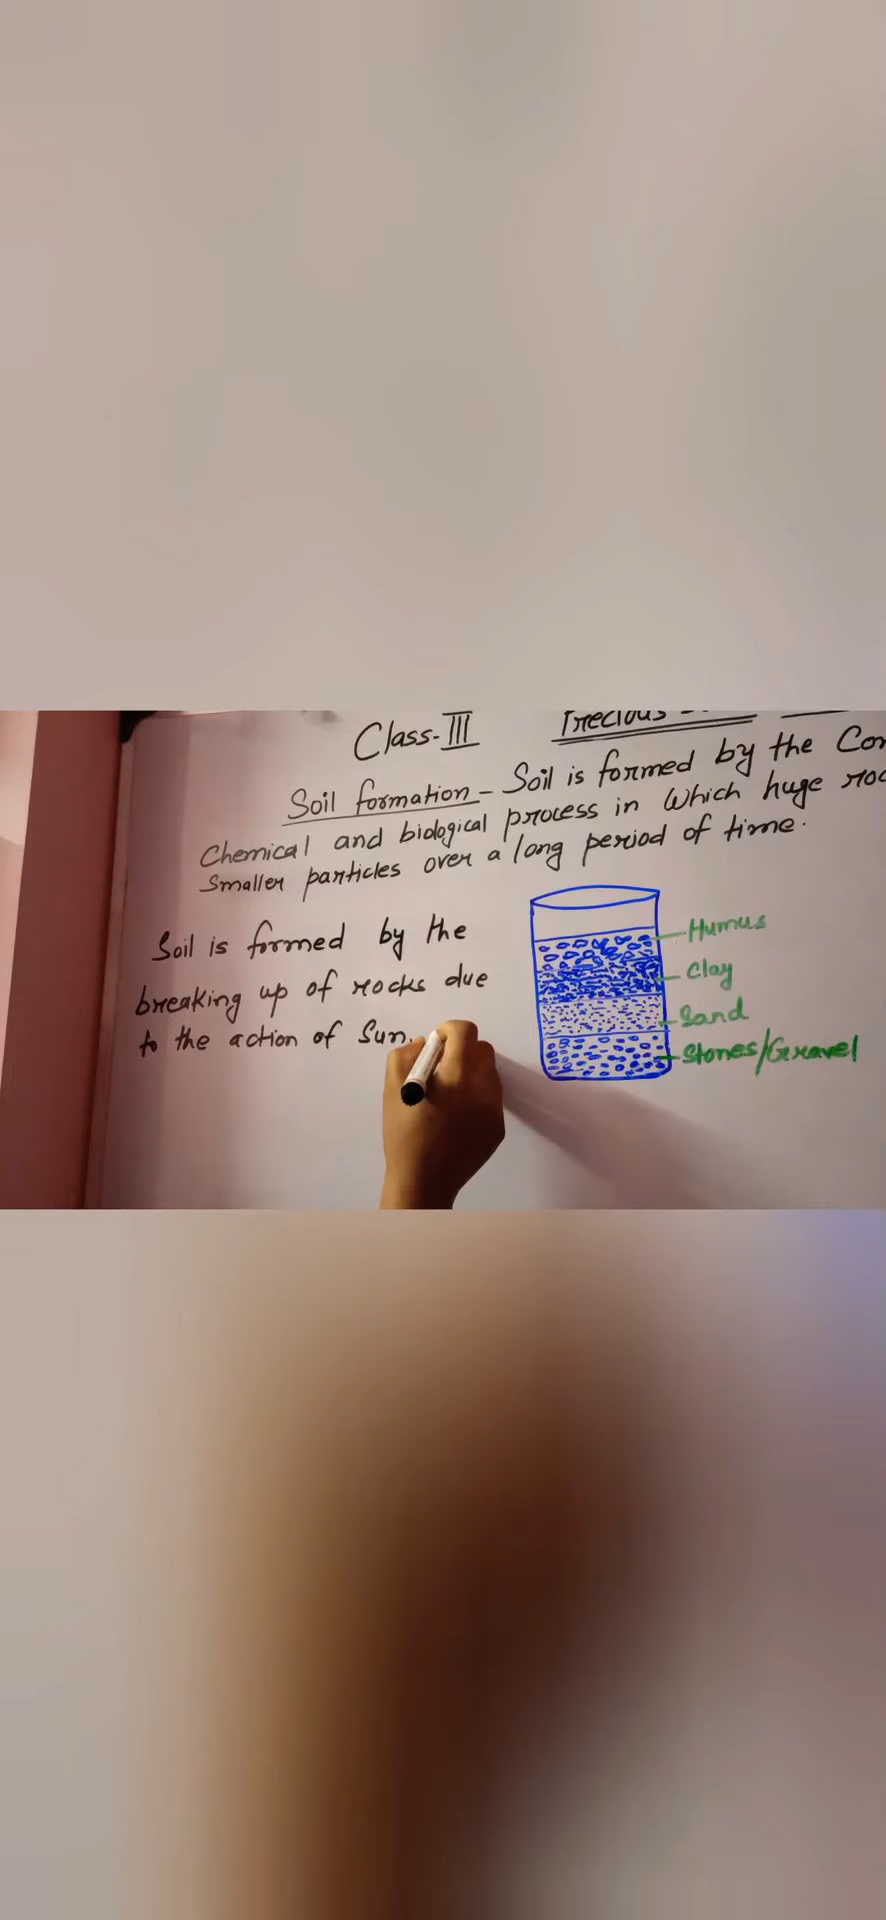 Class-III
Precious
Soil formation - Soil is formed by the
Chemical and biological process in which huge
Smaller particles over a long period of time.
Soil is formed by the
breaking up of rocks due
to the action of Sun.
Humus
Clay
Sand
Stones/Gravel